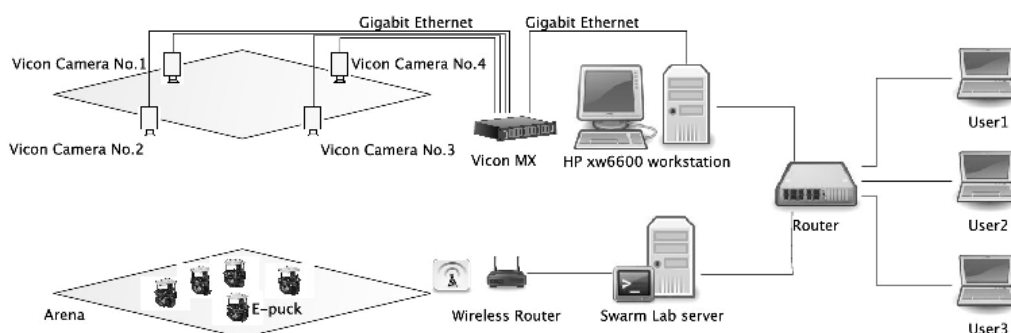 Gigabit Ethernet
Gigabit Ethernet
Vicon Camera No.1
Vicon Camera No.4
Vicon Camera No.2
Vicon Camera No.3
Vicon MX
HP xw6600 workstation
User1
User2
Router
E-puck
Arena
Wireless Router
Swarm Lab server
User3
>_